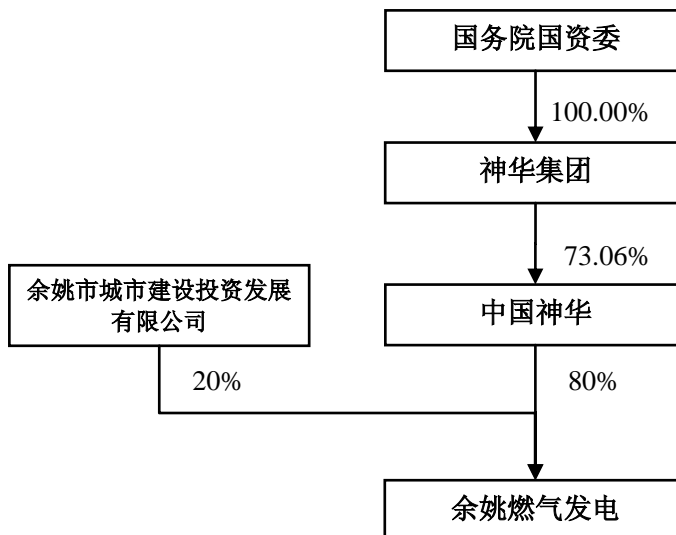 国务院国资委
100.00%
神华集团
73.06%
余姚市城市建设投资发展
有限公司
中国神华
20%
80%
余姚燃气发电